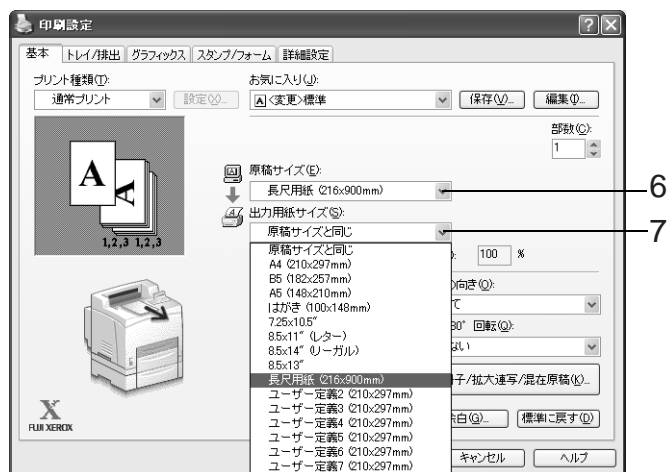 印刷設定
基本 トレイ/排出 グラフィックス スタンプ/フォーム 詳細設定
プリント種類(T):
通常プリント 設定(X)...
お気に入り(J):
A <変更>標準 保存(V)... 編集(I)...
部数(C):
1
原稿サイズ(E):
長尺用紙 (216x900mm) 6
出力用紙サイズ(S):
原稿サイズと同じ 7
A
A
1,2,3 1,2,3
原稿サイズと同じ
A4 (210x297mm)
B5 (182x257mm)
A5 (148x210mm)
はがき (100x148mm)
7.25x10.5"
8.5x11" (レター)
8.5x14" (リーガル)
8.5x13"
長尺用紙 (216x900mm)
ユーザー定義2 (210x297mm)
ユーザー定義3 (210x297mm)
ユーザー定義4 (210x297mm)
ユーザー定義5 (210x297mm)
ユーザー定義6 (210x297mm)
ユーザー定義7 (210x297mm)
100 %
向き(O):
て
80° 回転(Q):
ない
子/拡大連写/混在原稿(K)...
余白(G)... 標準に戻す(D)
キャンセル ヘルプ
X
FUJI XEROX